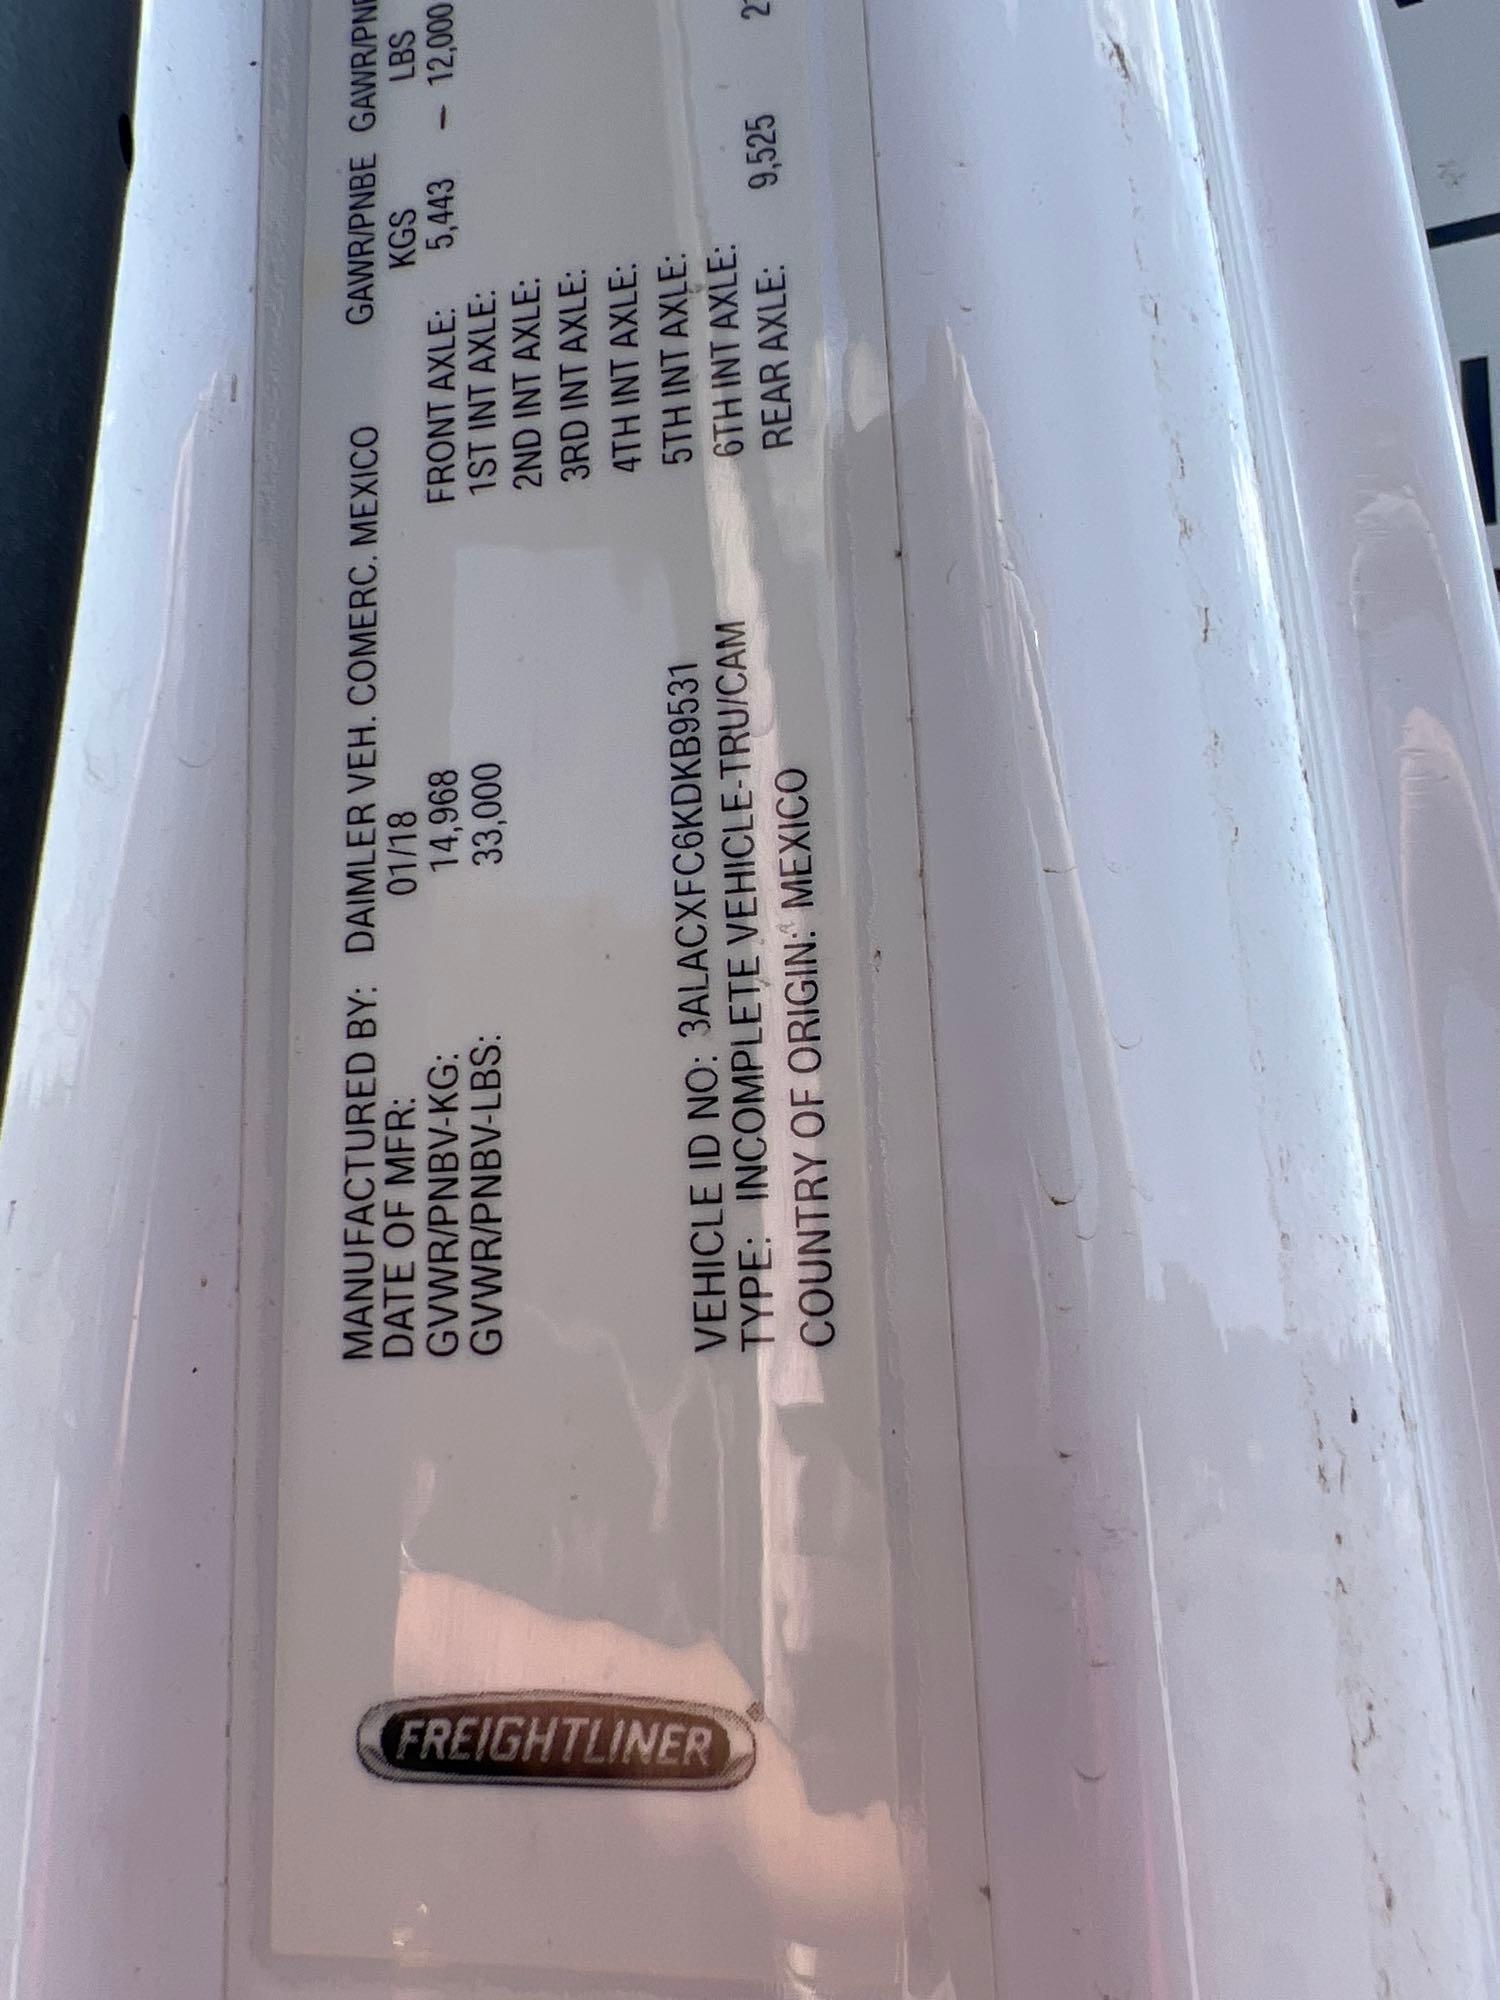 FREIGHTLINER
MANUFACTURED BY: DAIMLER VEH. COMERC. MEXICO
DATE OF MFR: 01/18
GVWR/PNBV-KG: 14,968
GVWR/PNBV-LBS: 33,000
VEHICLE ID NO: 3ALACXFC6KDKB9531
TYPE: INCOMPLETE VEHICLE-TRU/CAM
COUNTRY OF ORIGIN: MEXICO
GAWR/PNBE GAWR/PN
KGS LBS
FRONT AXLE: 5,443 – 12,000
1ST INT AXLE:
2ND INT AXLE:
3RD INT AXLE:
4TH INT AXLE:
5TH INT AXLE:
6TH INT AXLE:
REAR AXLE: 9,525